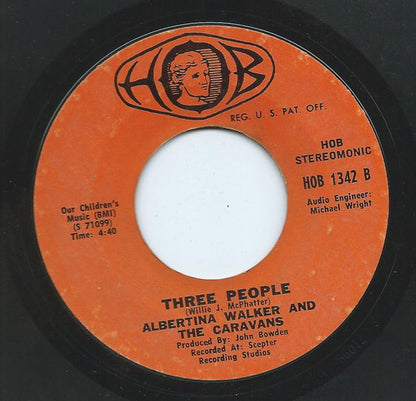 HOB
REG. U. S. PAT. OFF.
HOB
STEREOMONIC
HOB 1342 B
Audio Engineer:
Michael Wright
Our Children's
Music (BMI)
(S 71099)
Time: 4:40
THREE PEOPLE
(Willie J. McPhatter)
ALBERTINA WALKER AND
THE CARAVANS
Produced By: John Bowden
Recorded At: Scepter
Recording Studios